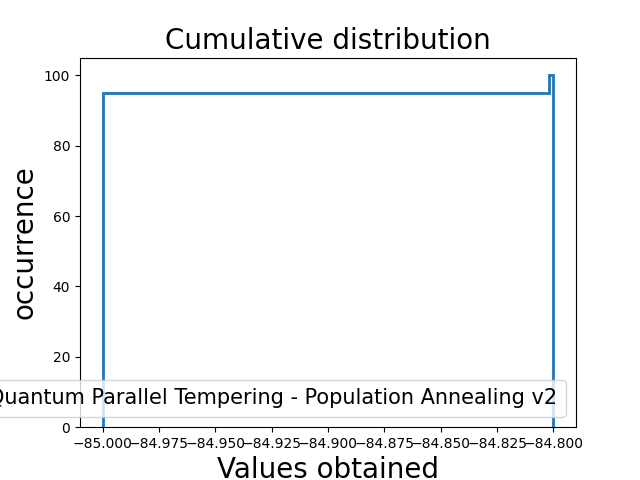 Cumulative distribution
occurrence
100
80
60
40
20
0
Quantum Parallel Tempering - Population Annealing v2
−85.000 −84.975 −84.950 −84.925 −84.900 −84.875 −84.850 −84.825 −84.800
Values obtained